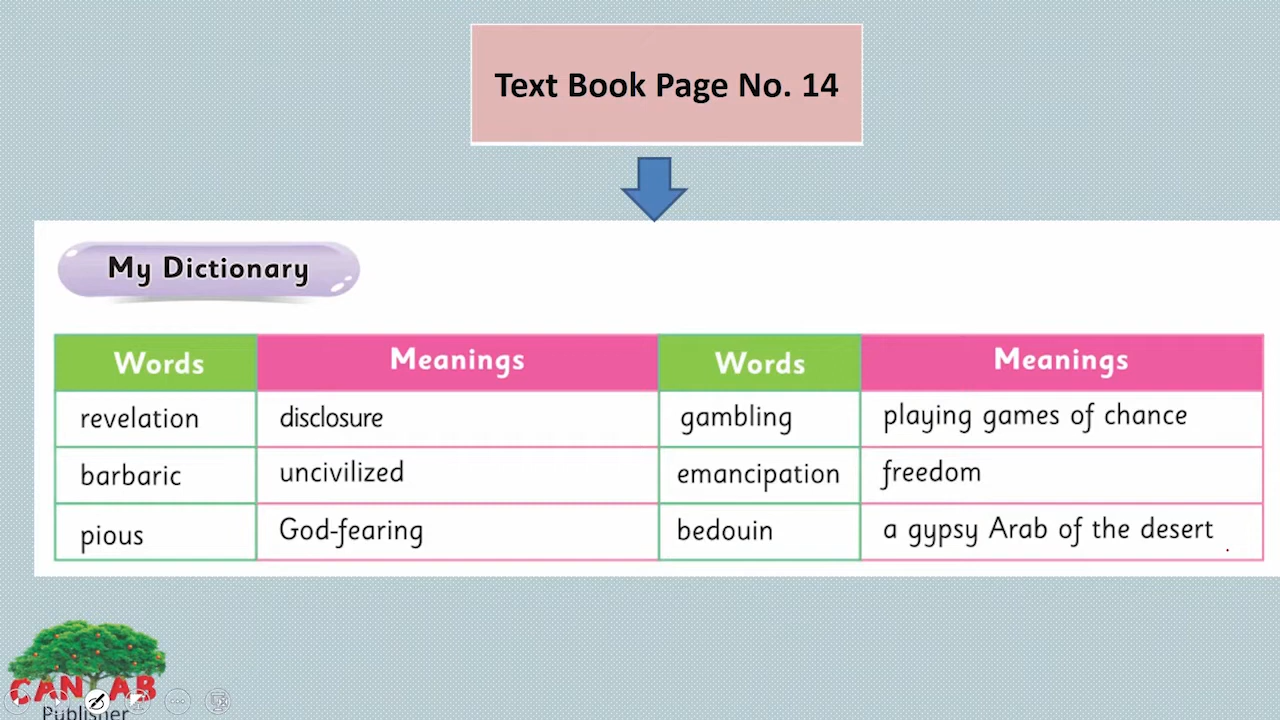 Text Book Page No. 14
My Dictionary
Words Meanings Words Meanings
revelation disclosure gambling playing games of chance
barbaric uncivilized emancipation freedom
pious God-fearing bedouin a gypsy Arab of the desert
CANTAB
Publisher